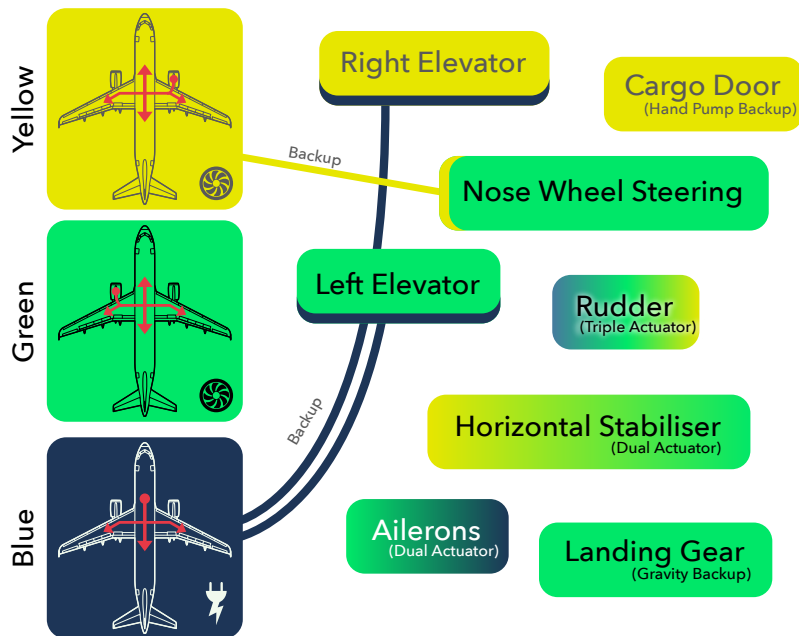 Yellow
Right Elevator
Cargo Door
(Hand Pump Backup)
Backup
Nose Wheel Steering
Green
Left Elevator
Rudder
(Triple Actuator)
Backup
Horizontal Stabiliser
(Dual Actuator)
Blue
Ailerons
(Dual Actuator)
Landing Gear
(Gravity Backup)